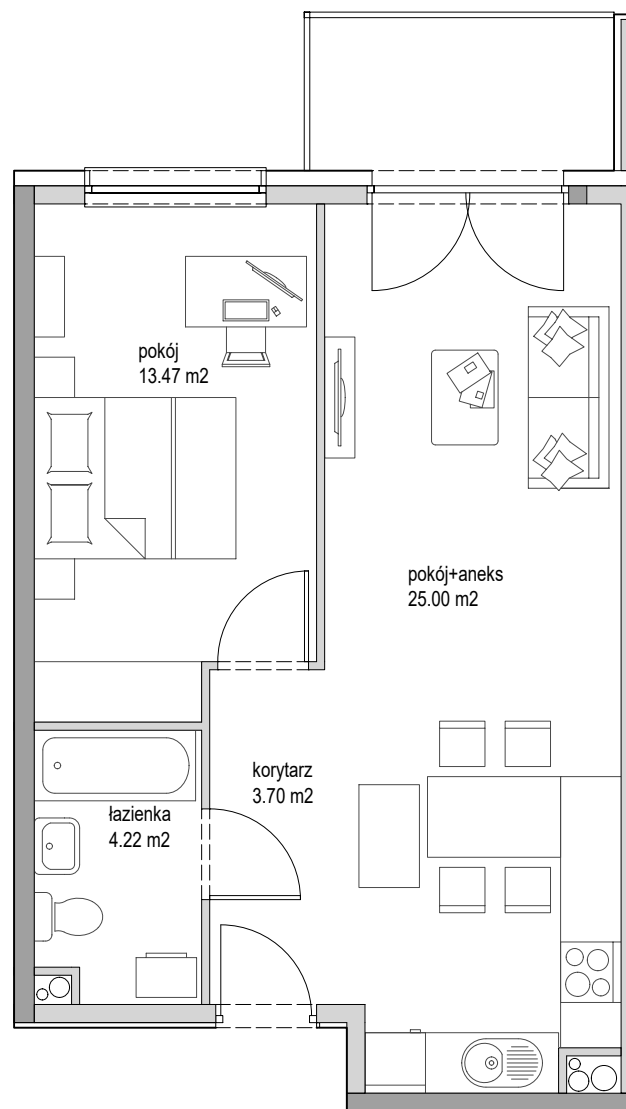 pokój
13.47 m2
pokój+aneks
25.00 m2
korytarz
3.70 m2
łazienka
4.22 m2